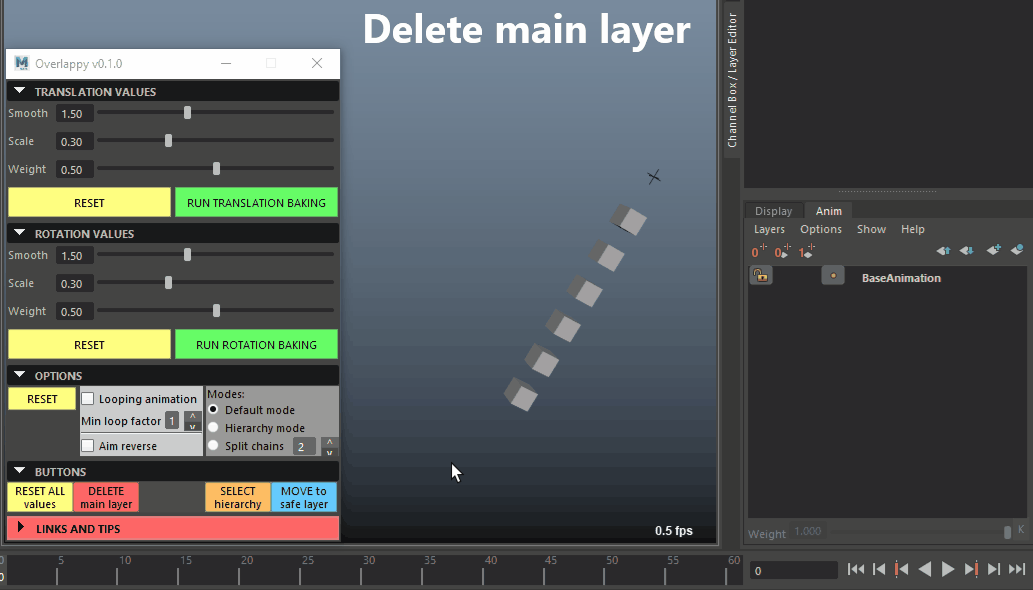 Delete main layer
Overlappy v0.1.0
TRANSLATION VALUES
Smooth 1.50
Scale 0.30
Weight 0.50
RESET RUN TRANSLATION BAKING
ROTATION VALUES
Smooth 1.50
Scale 0.30
Weight 0.50
RESET RUN ROTATION BAKING
OPTIONS
RESET
Looping animation
Min loop factor 1
Aim reverse
Modes:
Default mode
Hierarchy mode
Split chains 2
BUTTONS
RESET ALL
values
DELETE
main layer
SELECT
hierarchy
MOVE to
safe layer
LINKS AND TIPS
0.5 fps
Channel Box / Layer Editor
Display Anim
Layers Options Show Help
0 0 1
BaseAnimation
Weight 1.000 K
0 5 10 15 20 25 30 35 40 45 50 55 60
0
0